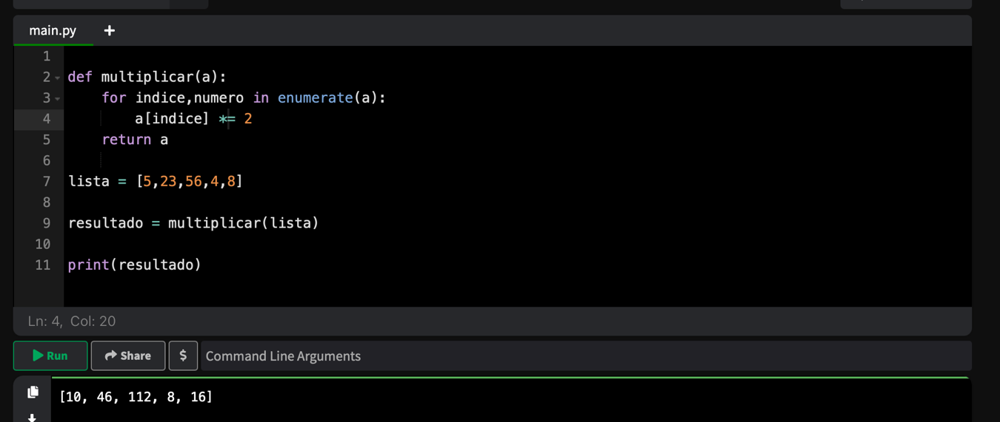 main.py +
1
2 def multiplicar(a):
3     for indice,numero in enumerate(a):
4         a[indice] *= 2
5     return a
6
7 lista = [5,23,56,4,8]
8
9 resultado = multiplicar(lista)
10
11 print(resultado)
Ln: 4, Col: 20
Run Share $ Command Line Arguments
[10, 46, 112, 8, 16]